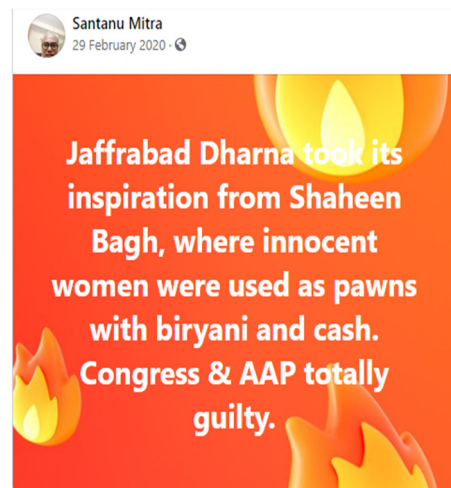 Santanu Mitra
29 February 2020 ·
Jaffrabad Dharna took its
inspiration from Shaheen
Bagh, where innocent
women were used as pawns
with biryani and cash.
Congress & AAP totally
guilty.